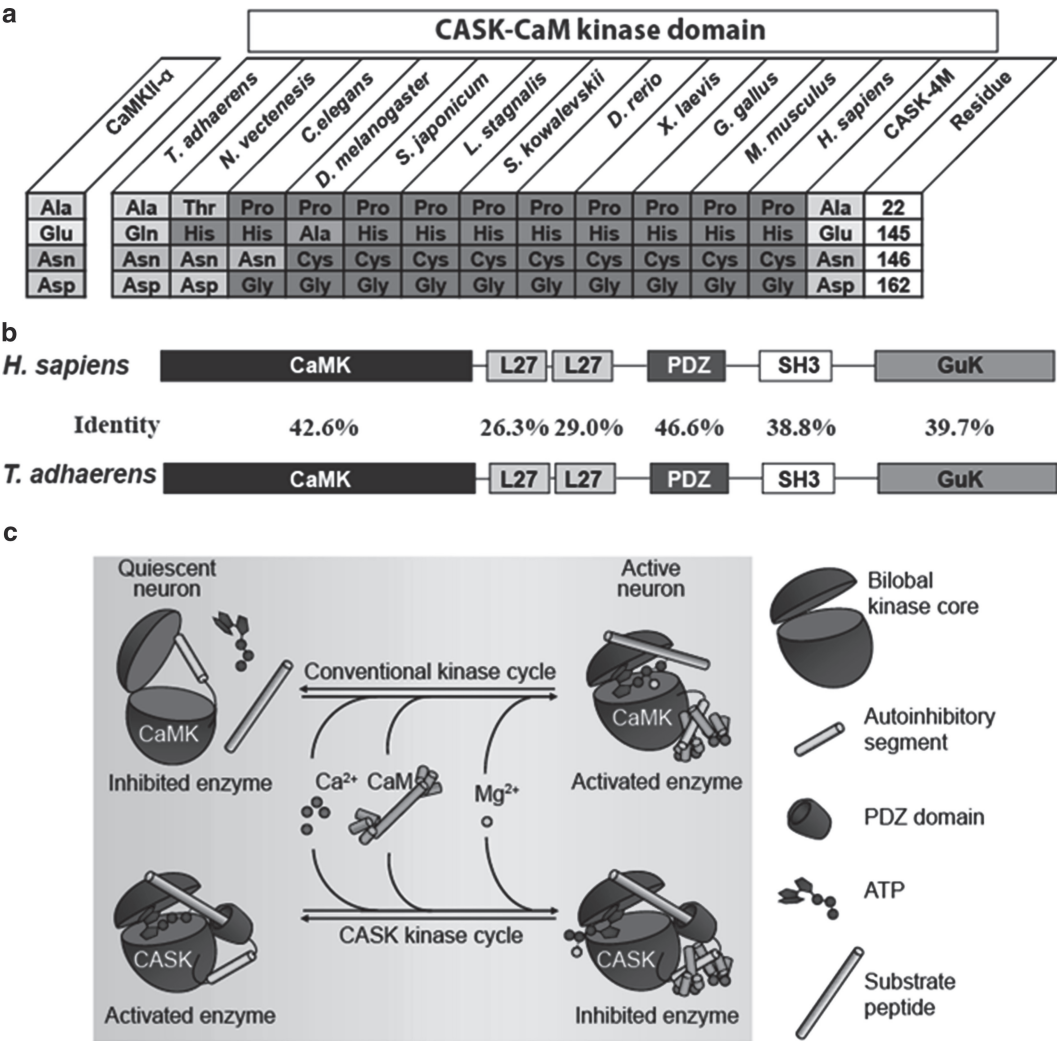 a
CASK-CaM kinase domain
CaMKII-α
T. adhaerens
N. vectenesis
C.elegans
D. melanogaster
S. japonicum
L. stagnalis
S. kowalevskii
D. rerio
X. laevis
G. gallus
M. musculus
H. sapiens
CASK-4M
Residue
Ala Ala Thr Pro Pro Pro Pro Pro Pro Pro Pro Pro Pro Ala 22
Glu Gln His His Ala His His His His His His His His Glu 145
Asn Asn Asn Asn Cys Cys Cys Cys Cys Cys Cys Cys Cys Asn 146
Asp Asp Asp Gly Gly Gly Gly Gly Gly Gly Gly Gly Gly Asp 162
b
H. sapiens CaMK L27 L27 PDZ SH3 GuK
Identity 42.6% 26.3% 29.0% 46.6% 38.8% 39.7%
T. adhaerens CaMK L27 L27 PDZ SH3 GuK
c
Quiescent
neuron
Active
neuron
Conventional kinase cycle
CaMK
CaMK
Inhibited enzyme
Activated enzyme
Ca²⁺ CaM
Mg²⁺
CASK kinase cycle
CASK
CASK
Activated enzyme
Inhibited enzyme
Bilobal
kinase core
Autoinhibitory
segment
PDZ domain
ATP
Substrate
peptide